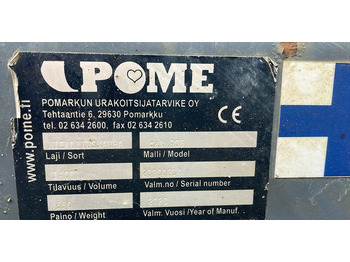 POME
POMARKUN URAKOITSIJATARVIKE OY
Tehtaantie 6, 29630 Pomarkku
tel. 02 634 2600, fax 02 634 2610
CE
www.pome.fi
Laji / Sort
Malli / Model
Tilavuus / Volume
Valm.no / Serial number
Paino / Weight
Valm. Vuosi /Year of Manuf.